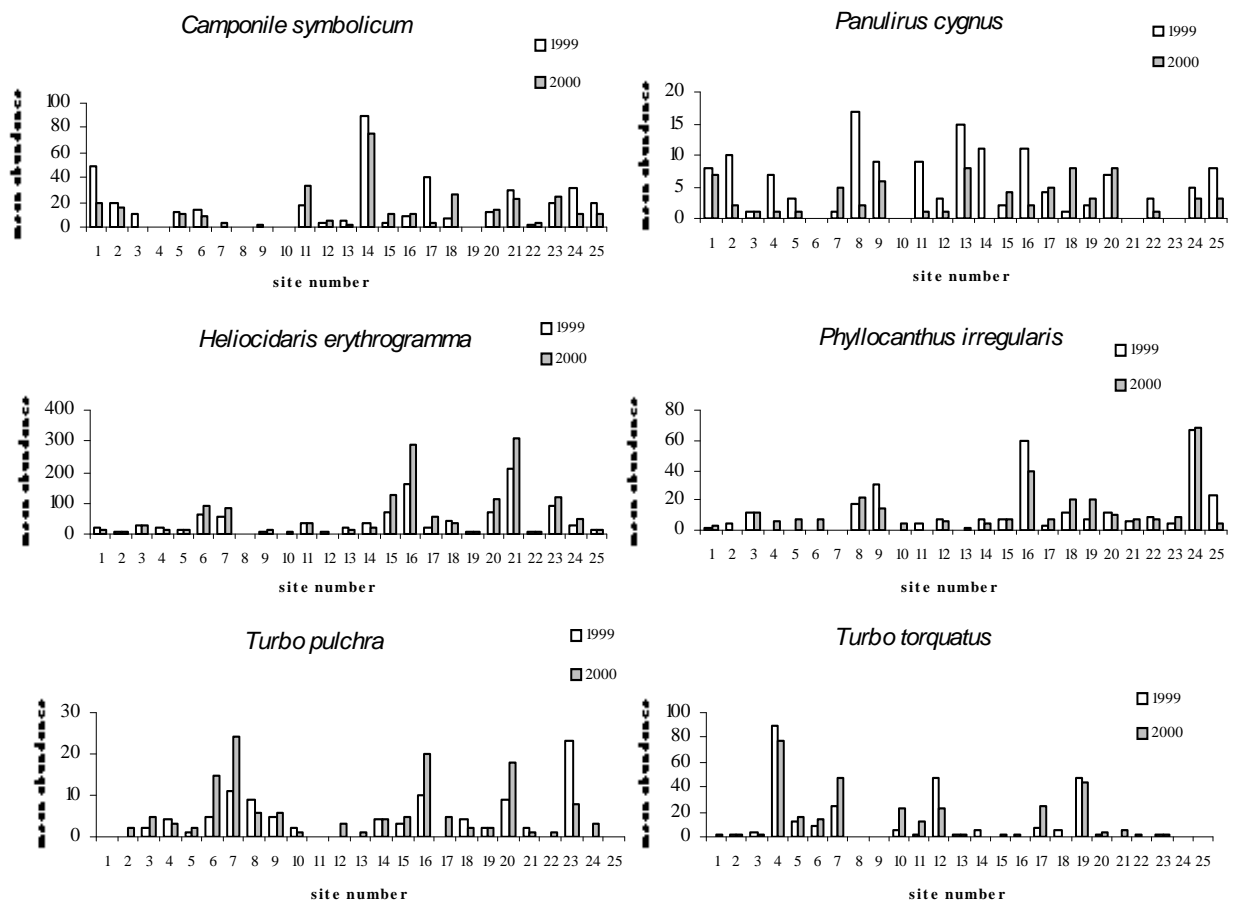 Camponile symbolicum
1999
2000
100
80
60
40
20
0
1 2 3 4 5 6 7 8 9 10 11 12 13 14 15 16 17 18 19 20 21 22 23 24 25
site number
Panulirus cygnus
1999
2000
20
15
10
5
0
1 2 3 4 5 6 7 8 9 10 11 12 13 14 15 16 17 18 19 20 21 22 23 24 25
site number
Heliocidaris erythrogramma
1999
2000
400
300
200
100
0
1 2 3 4 5 6 7 8 9 10 11 12 13 14 15 16 17 18 19 20 21 22 23 24 25
site number
Phyllocanthus irregularis
1999
2000
80
60
40
20
0
1 2 3 4 5 6 7 8 9 10 11 12 13 14 15 16 17 18 19 20 21 22 23 24 25
site number
Turbo pulchra
1999
2000
30
20
10
0
1 2 3 4 5 6 7 8 9 10 11 12 13 14 15 16 17 18 19 20 21 22 23 24 25
site number
Turbo torquatus
1999
2000
100
80
60
40
20
0
1 2 3 4 5 6 7 8 9 10 11 12 13 14 15 16 17 18 19 20 21 22 23 24 25
site number